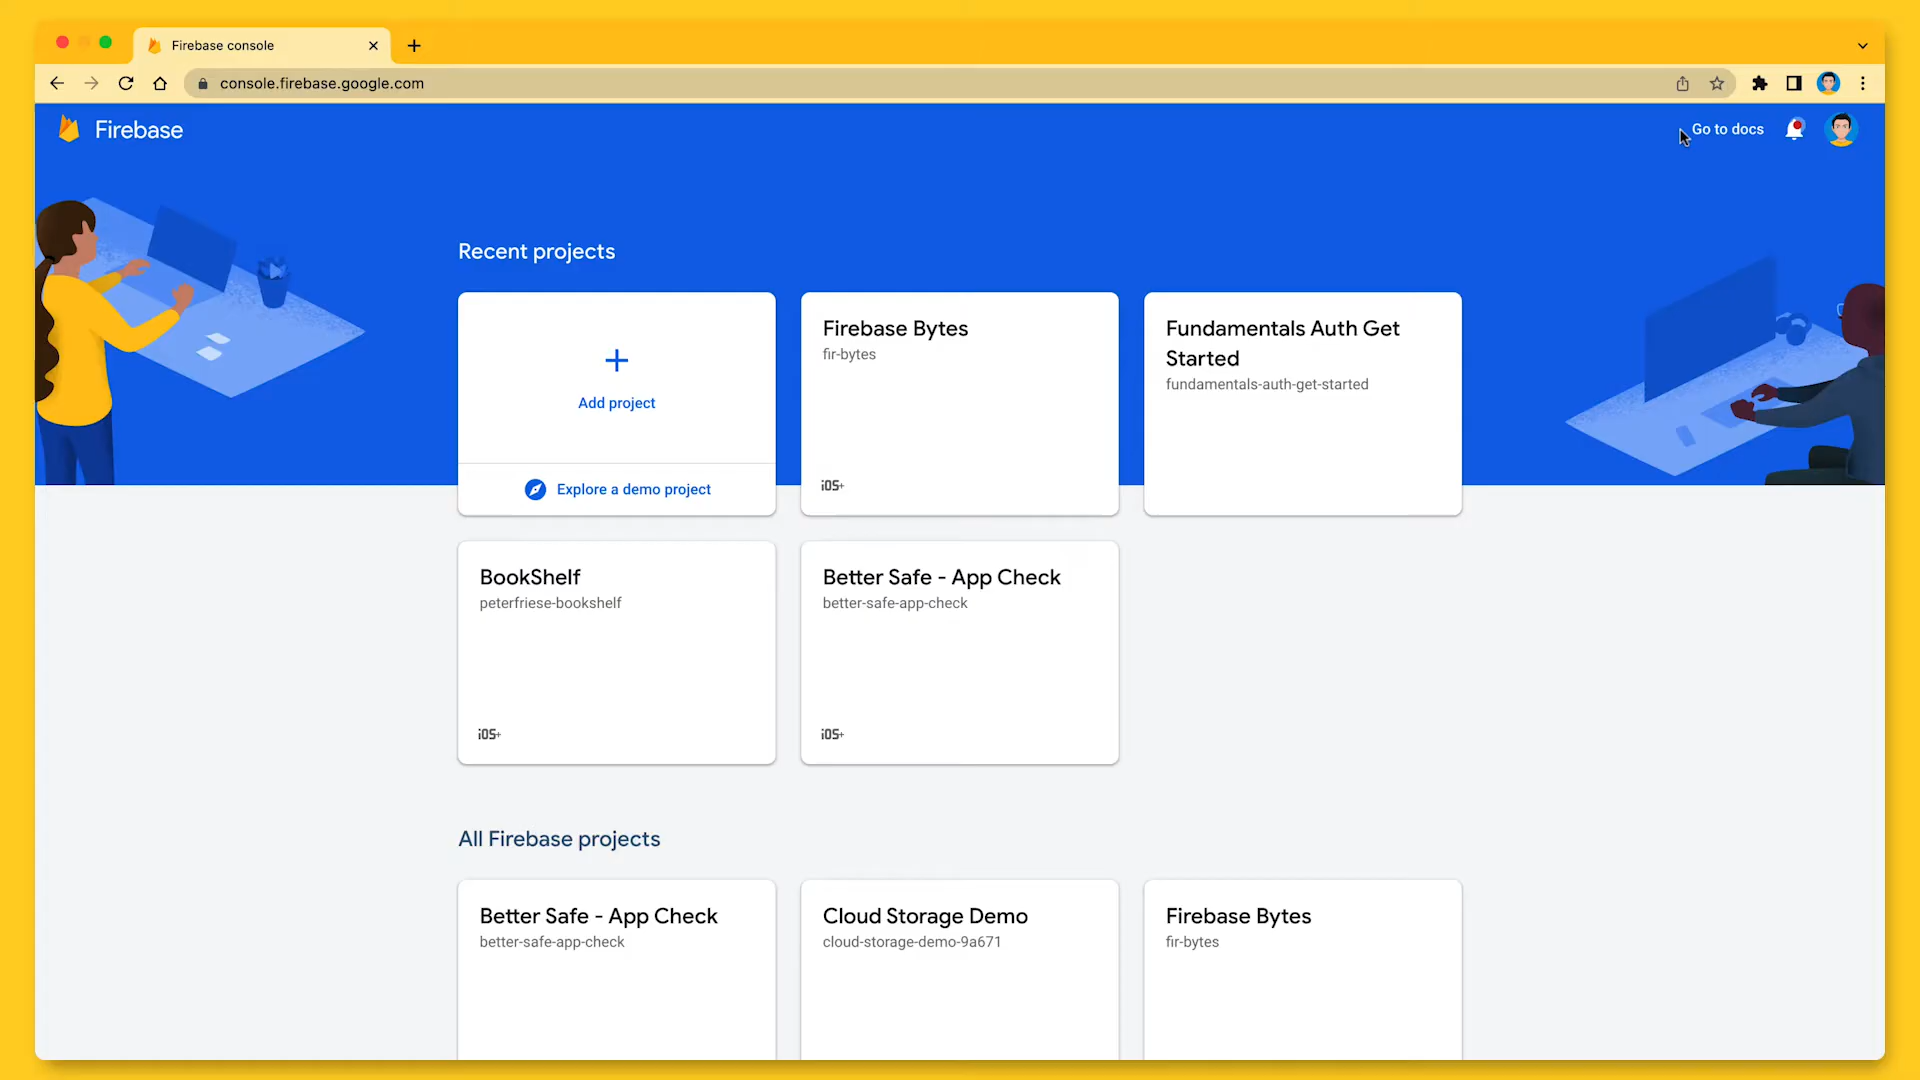 Firebase console
console.firebase.google.com
Firebase
Go to docs
Recent projects
Add project
Explore a demo project
Firebase Bytes
fir-bytes
iOS+
Fundamentals Auth Get
Started
fundamentals-auth-get-started
BookShelf
peterfriese-bookshelf
iOS+
Better Safe - App Check
better-safe-app-check
iOS+
All Firebase projects
Better Safe - App Check
better-safe-app-check
Cloud Storage Demo
cloud-storage-demo-9a671
Firebase Bytes
fir-bytes